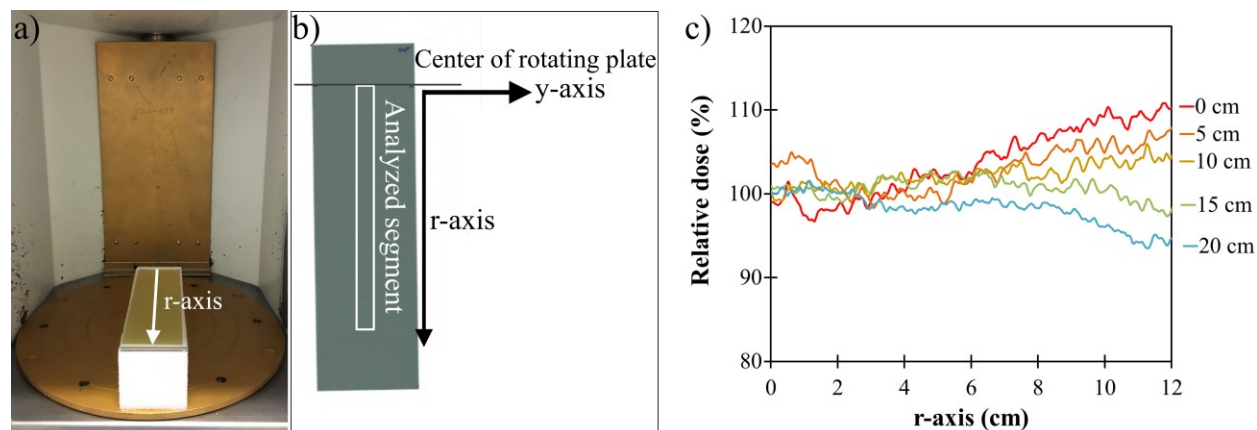 a)
r-axis
b)
Center of rotating plate
y-axis
Analyzed segment
r-axis
c)
Relative dose (%)
120
110
100
90
80
0 2 4 6 8 10 12
r-axis (cm)
0 cm
5 cm
10 cm
15 cm
20 cm